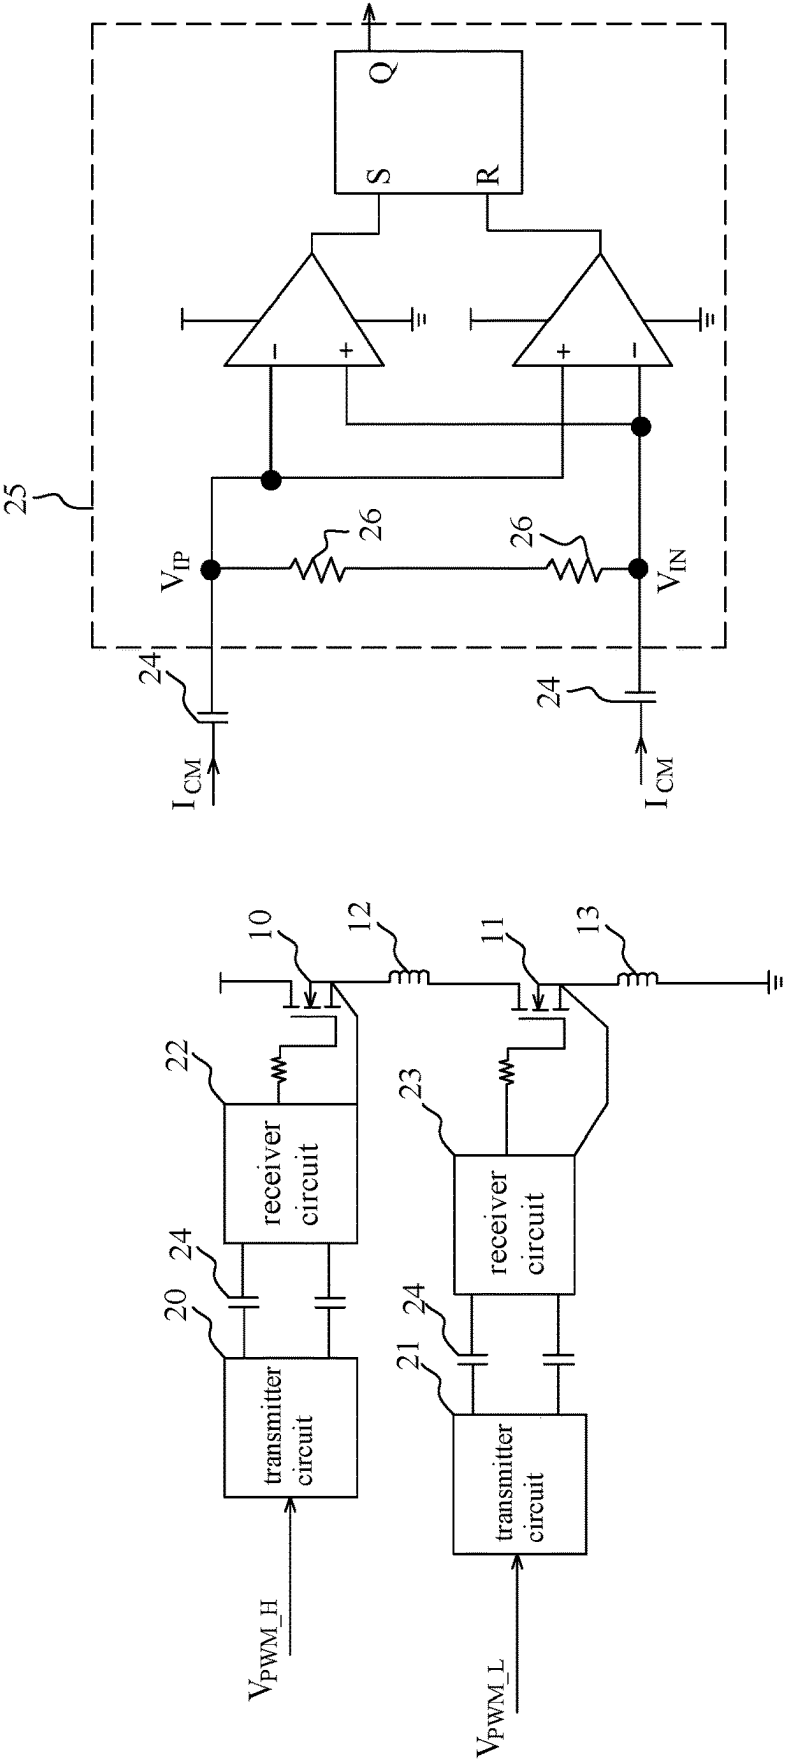 V_PWM_H
transmitter
circuit
20
24
receiver
circuit
22
10
12
V_PWM_L
transmitter
circuit
21
24
receiver
circuit
23
11
13
25
I_CM
24
V_IP
26
26
I_CM
24
V_IN
−
+
+
−
S
R
Q